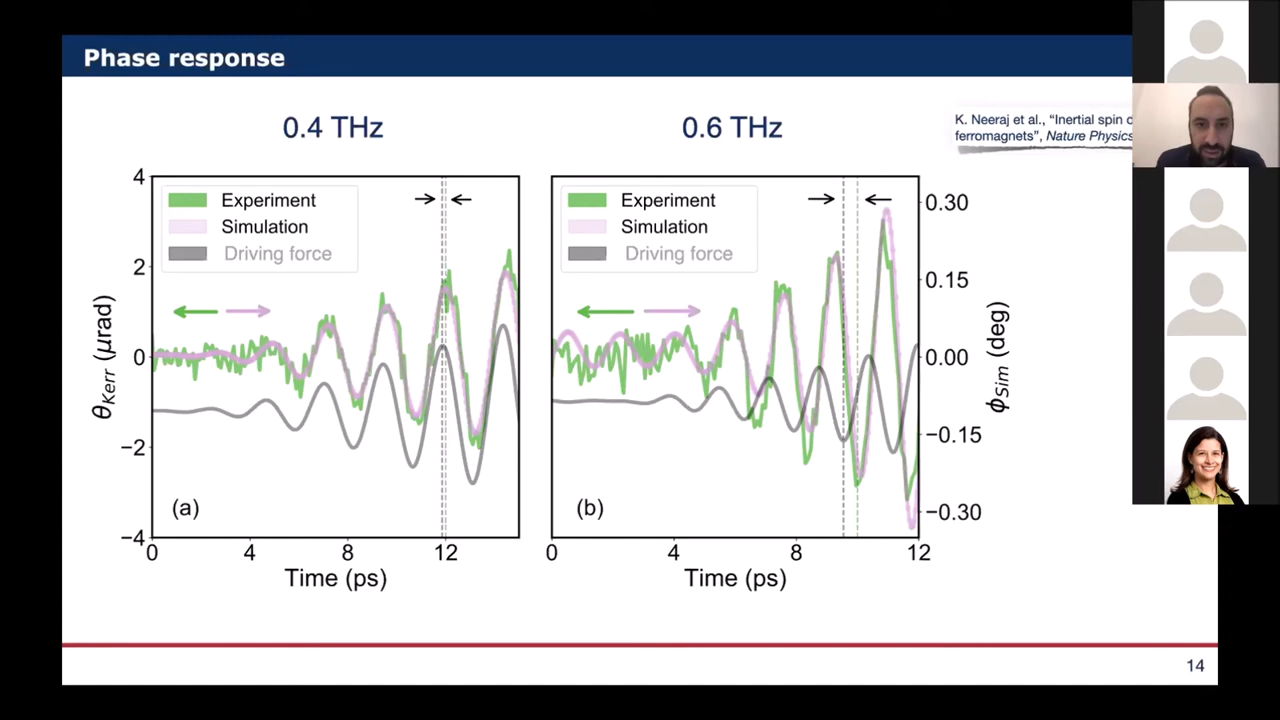 Phase response
0.4 THz
0.6 THz
K. Neeraj et al., "Inertial spin
ferromagnets", Nature Physics
Experiment
Simulation
Driving force
(a)
4
2
0
−2
−4
θKerr (μrad)
0 4 8 12
Time (ps)
Experiment
Simulation
Driving force
(b)
0.30
0.15
0.00
−0.15
−0.30
ϕSim (deg)
0 4 8 12
Time (ps)
14